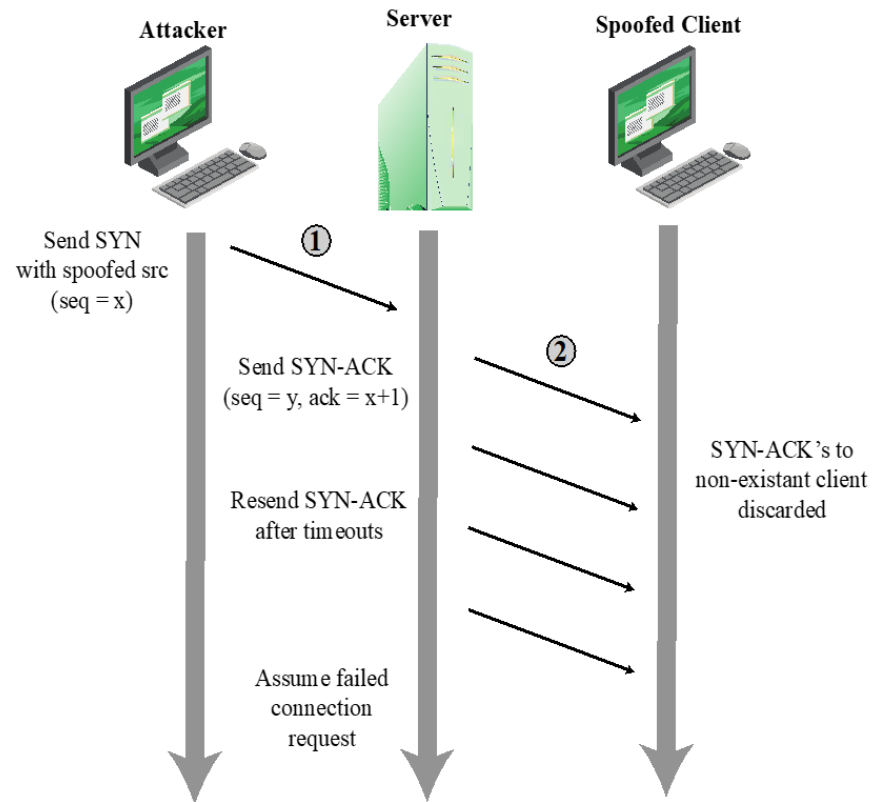 Attacker
Server
Spoofed Client
Send SYN
with spoofed src
(seq = x)
1
Send SYN-ACK
(seq = y, ack = x+1)
2
SYN-ACK's to
non-existant client
discarded
Resend SYN-ACK
after timeouts
Assume failed
connection
request